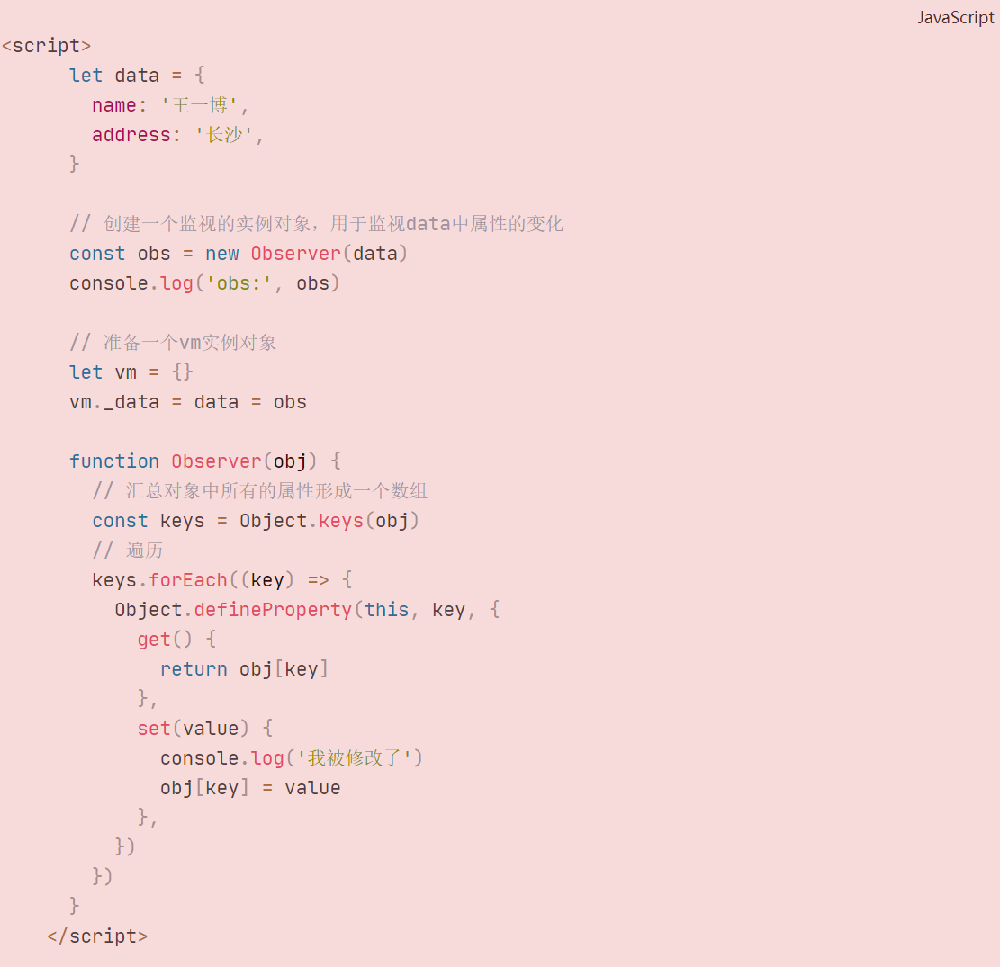 JavaScript
<script>
      let data = {
        name: '王一博',
        address: '长沙',
      }

      // 创建一个监视的实例对象，用于监视data中属性的变化
      const obs = new Observer(data)
      console.log('obs:', obs)

      // 准备一个vm实例对象
      let vm = {}
      vm._data = data = obs

      function Observer(obj) {
        // 汇总对象中所有的属性形成一个数组
        const keys = Object.keys(obj)
        // 遍历
        keys.forEach((key) => {
          Object.defineProperty(this, key, {
            get() {
              return obj[key]
            },
            set(value) {
              console.log('我被修改了')
              obj[key] = value
            },
          })
        })
      }
    </script>